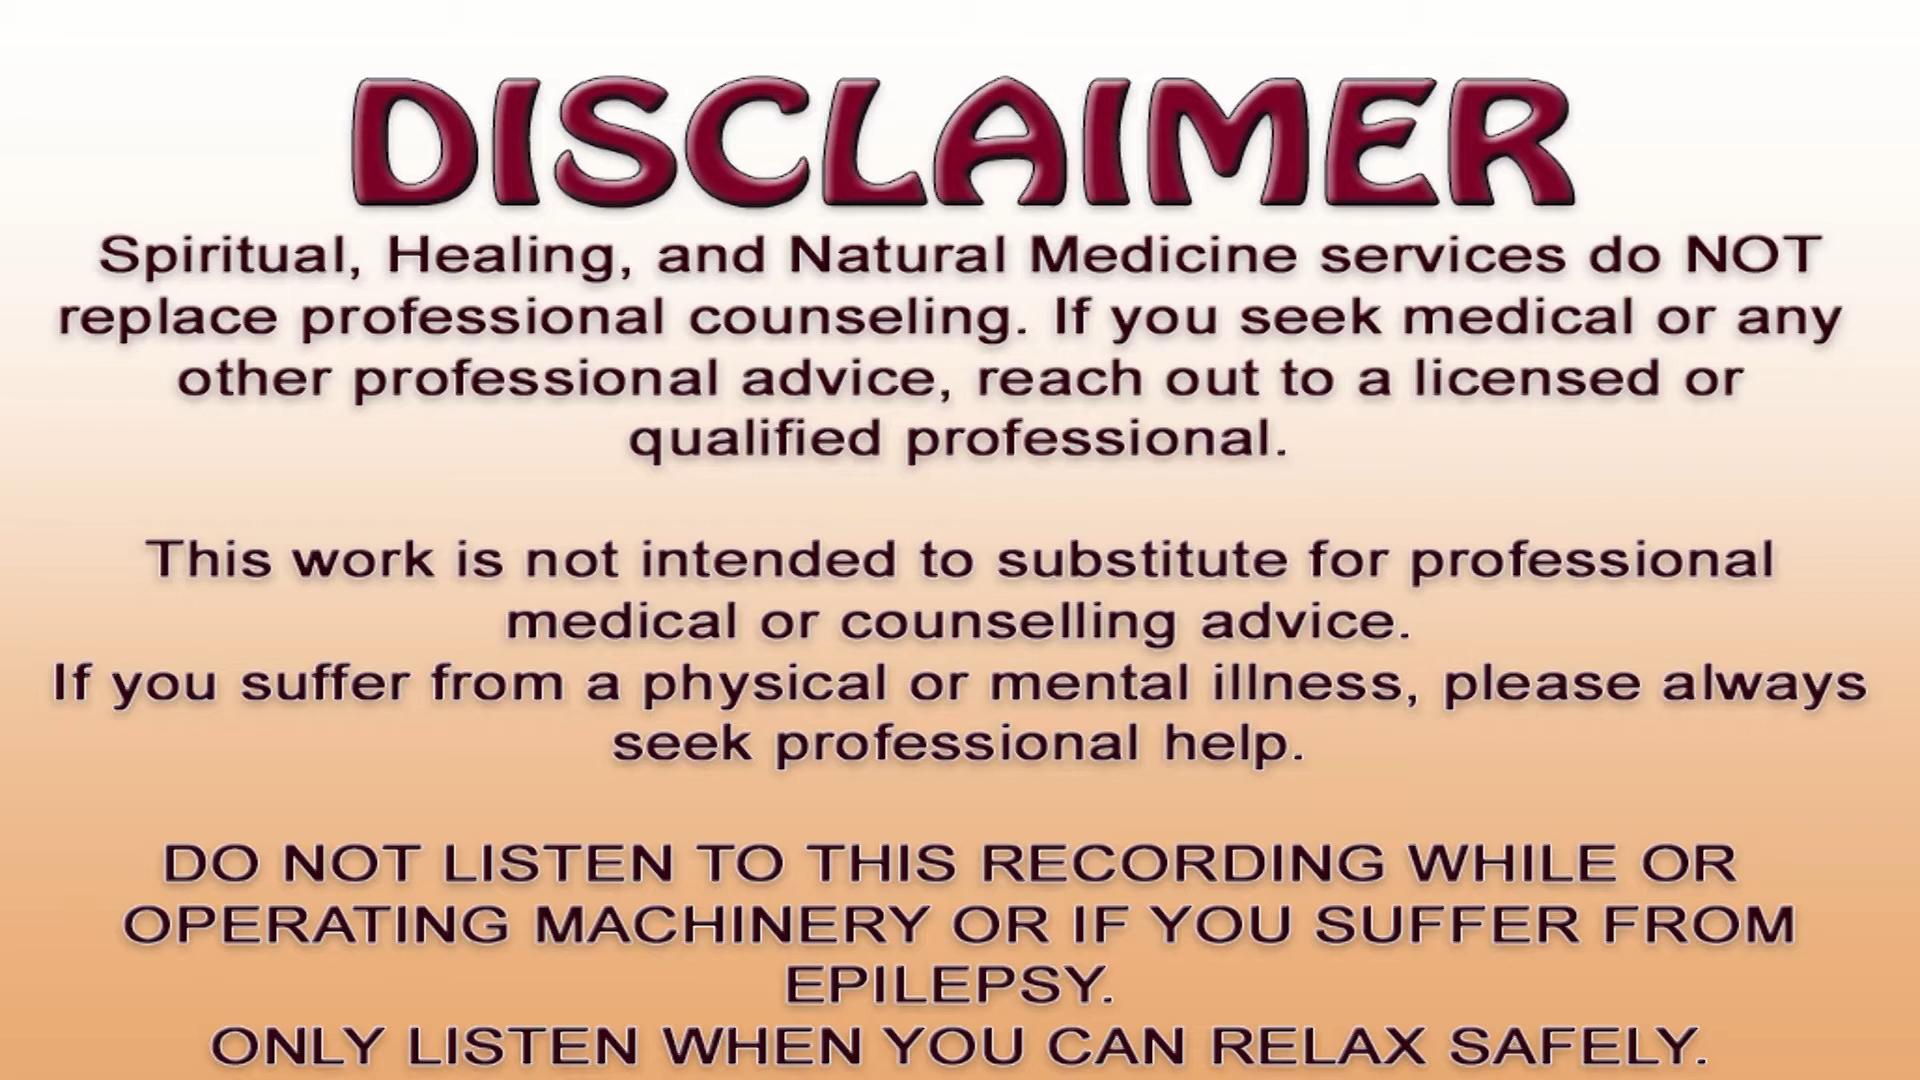 DISCLAIMER
Spiritual, Healing, and Natural Medicine services do NOT
replace professional counseling. If you seek medical or any
other professional advice, reach out to a licensed or
qualified professional.
This work is not intended to substitute for professional
medical or counselling advice.
If you suffer from a physical or mental illness, please always
seek professional help.
DO NOT LISTEN TO THIS RECORDING WHILE OR
OPERATING MACHINERY OR IF YOU SUFFER FROM
EPILEPSY.
ONLY LISTEN WHEN YOU CAN RELAX SAFELY.